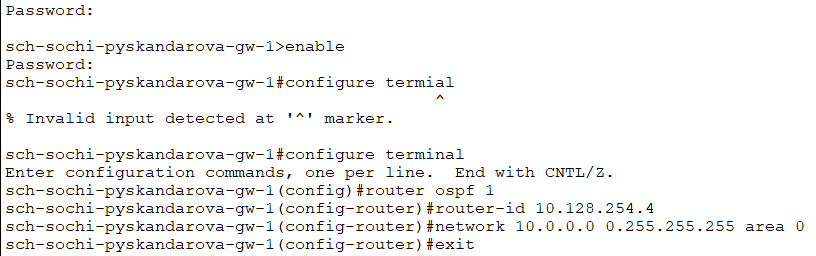 Password:
sch-sochi-pyskandarova-gw-1>enable
Password:
sch-sochi-pyskandarova-gw-1#configure termial
^
% Invalid input detected at '^' marker.
sch-sochi-pyskandarova-gw-1#configure terminal
Enter configuration commands, one per line.  End with CNTL/Z.
sch-sochi-pyskandarova-gw-1(config)#router ospf 1
sch-sochi-pyskandarova-gw-1(config-router)#router-id 10.128.254.4
sch-sochi-pyskandarova-gw-1(config-router)#network 10.0.0.0 0.255.255.255 area 0
sch-sochi-pyskandarova-gw-1(config-router)#exit